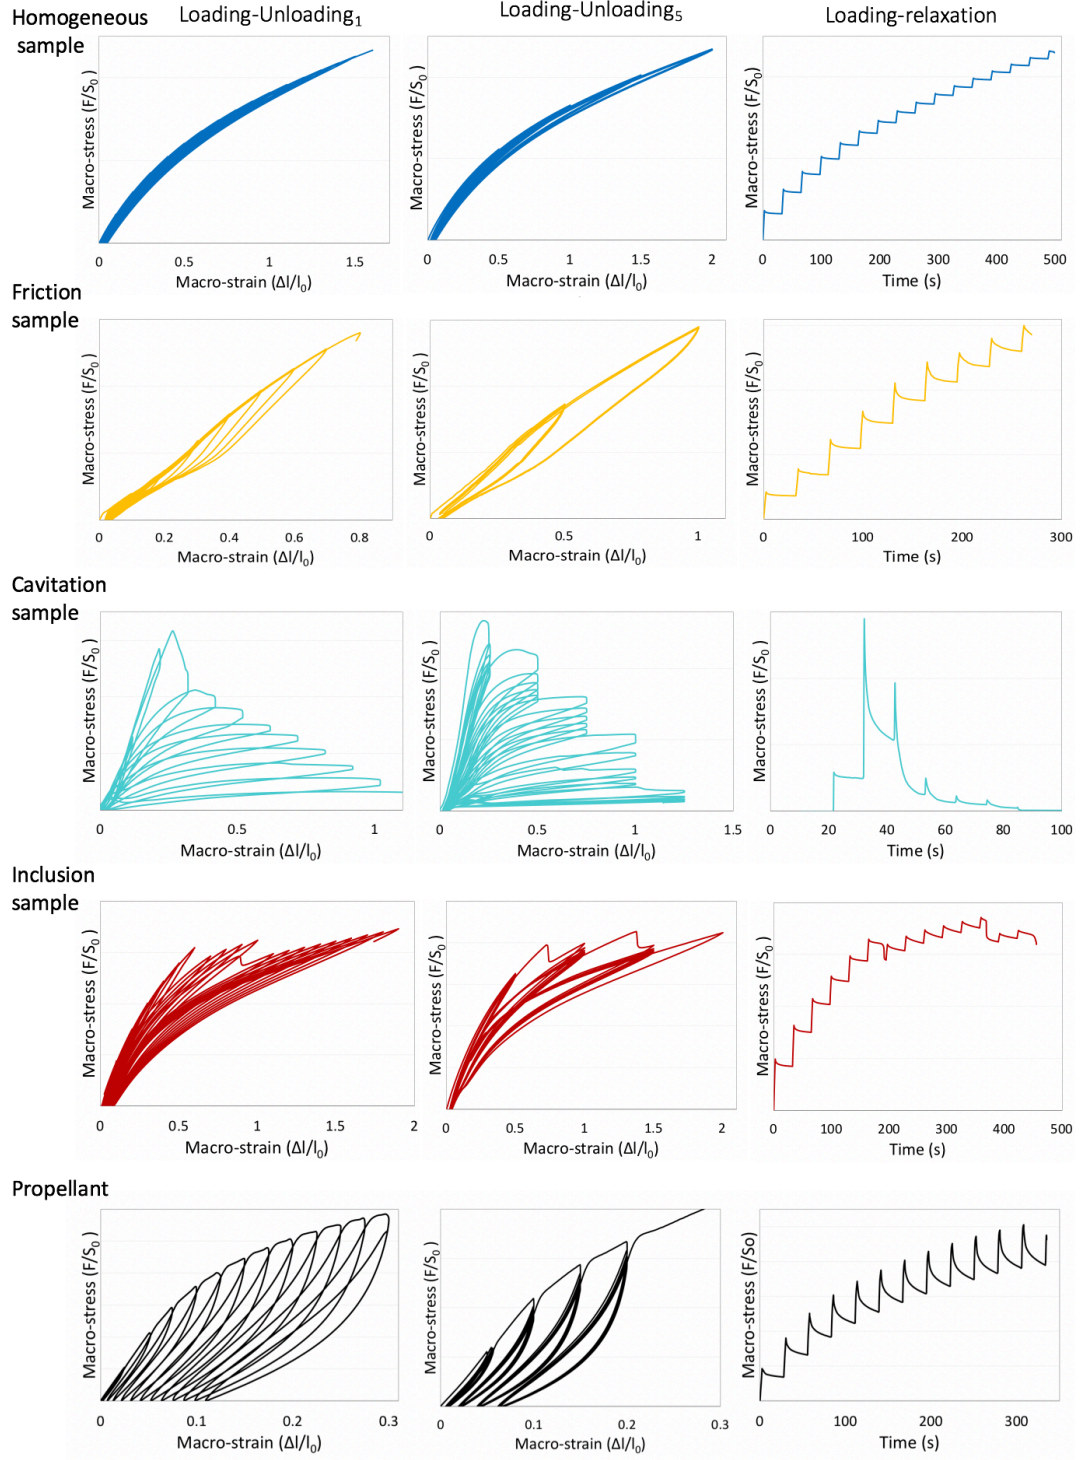 Homogeneous
sample
Loading-Unloading₁
Loading-Unloading₅
Loading-relaxation
Macro-stress (F/S₀ )
0 0.5 1 1.5
Macro-strain (Δl/l₀)
Macro-stress (F/S₀ )
0 0.5 1 1.5 2
Macro-strain (Δl/l₀)
Macro-stress (F/S₀)
0 100 200 300 400 500
Time (s)
Friction
sample
Macro-stress (F/S₀ )
0 0.2 0.4 0.6 0.8
Macro-strain (Δl/l₀)
Macro-stress (F/S₀ )
0 0.5 1
Macro-strain (Δl/l₀)
Macro-stress (F/S₀ )
0 100 200 300
Time (s)
Cavitation
sample
Macro-stress (F/S₀ )
0 0.5 1
Macro-strain (Δl/l₀)
Macro-stress (F/S₀ )
0 0.5 1 1.5
Macro-strain (Δl/l₀)
Macro-stress (F/S₀ )
0 20 40 60 80 100
Time (s)
Inclusion
sample
Macro-stress (F/S₀ )
0 0.5 1 1.5 2
Macro-strain (Δl/l₀)
Macro-stress (F/S₀ )
0 0.5 1 1.5 2
Macro-strain (Δl/l₀)
Macro-stress (F/S₀ )
0 100 200 300 400 500
Time (s)
Propellant
Macro-stress (F/S₀ )
0 0.1 0.2 0.3
Macro-strain (Δl/l₀)
Macro-stress (F/S₀ )
0 0.1 0.2 0.3
Macro-strain (Δl/l₀)
Macro-stress (F/So)
0 100 200 300
Time (s)